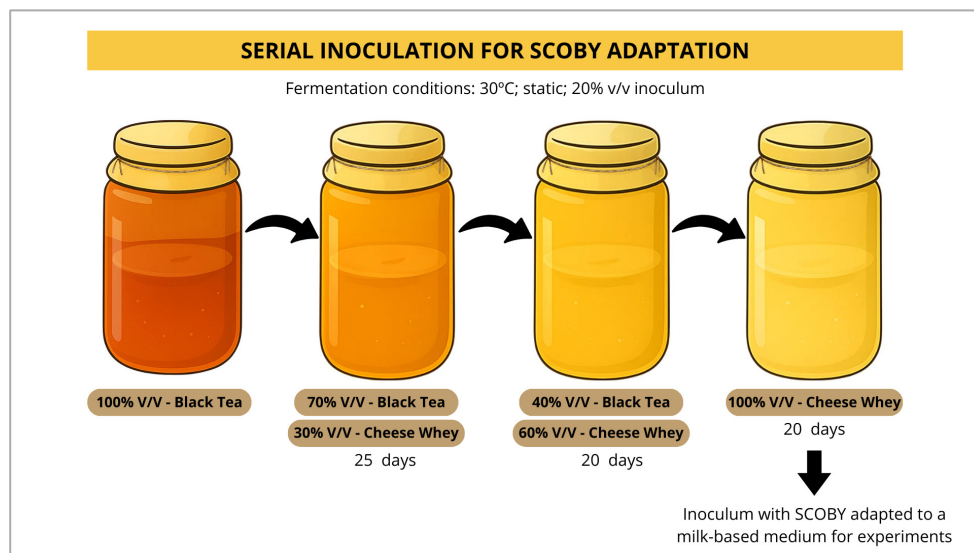 SERIAL INOCULATION FOR SCOBY ADAPTATION
Fermentation conditions: 30ºC; static; 20% v/v inoculum
100% V/V - Black Tea
70% V/V - Black Tea
30% V/V - Cheese Whey
25 days
40% V/V - Black Tea
60% V/V - Cheese Whey
20 days
100% V/V - Cheese Whey
20 days
Inoculum with SCOBY adapted to a
milk-based medium for experiments